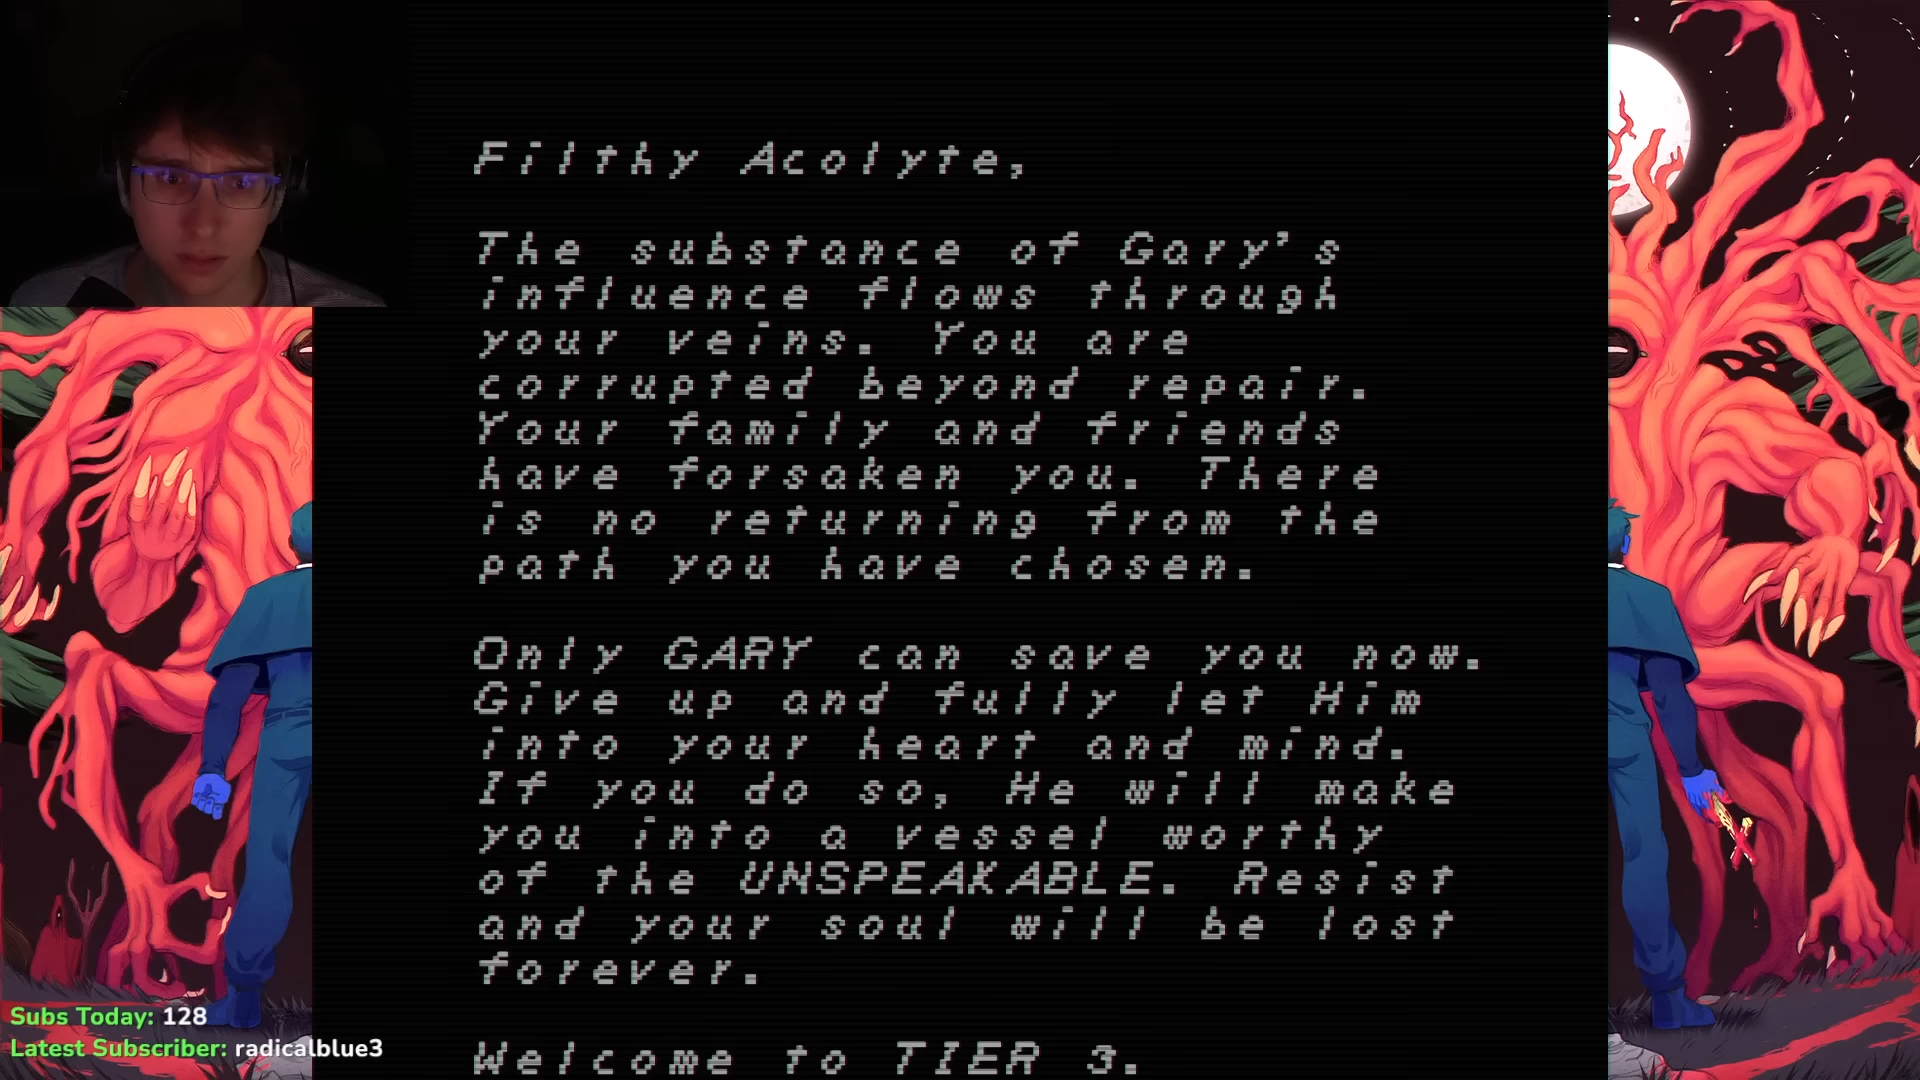 Filthy Acolyte,
The substance of Gary's
influence flows through
your veins. You are
corrupted beyond repair.
Your family and friends
have forsaken you. There
is no returning from the
path you have chosen.
Only GARY can save you now.
Give up and fully let Him
into your heart and mind.
If you do so, He will make
you into a vessel worthy
of the UNSPEAKABLE. Resist
and your soul will be lost
forever.
Welcome to TIER 3.
Subs Today: 128
Latest Subscriber: radicalblue3